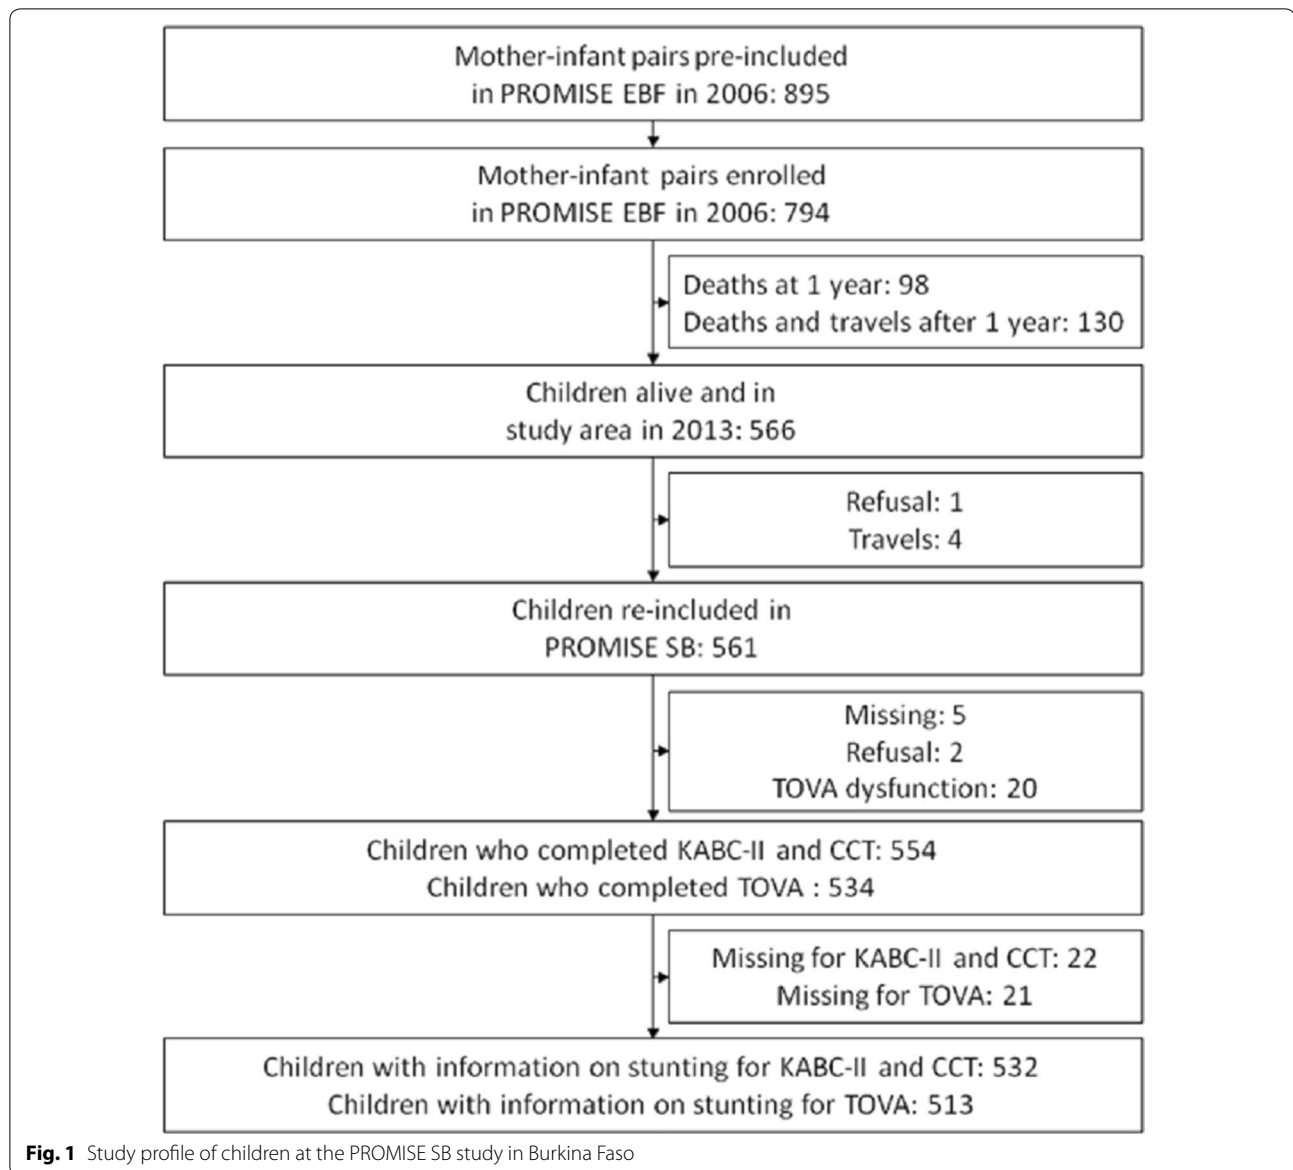 Mother-infant pairs pre-included
in PROMISE EBF in 2006: 895
Mother-infant pairs enrolled
in PROMISE EBF in 2006: 794
Deaths at 1 year: 98
Deaths and travels after 1 year: 130
Children alive and in
study area in 2013: 566
Refusal: 1
Travels: 4
Children re-included in
PROMISE SB: 561
Missing: 5
Refusal: 2
TOVA dysfunction: 20
Children who completed KABC-II and CCT: 554
Children who completed TOVA : 534
Missing for KABC-II and CCT: 22
Missing for TOVA: 21
Children with information on stunting for KABC-II and CCT: 532
Children with information on stunting for TOVA: 513
Fig. 1 Study profile of children at the PROMISE SB study in Burkina Faso